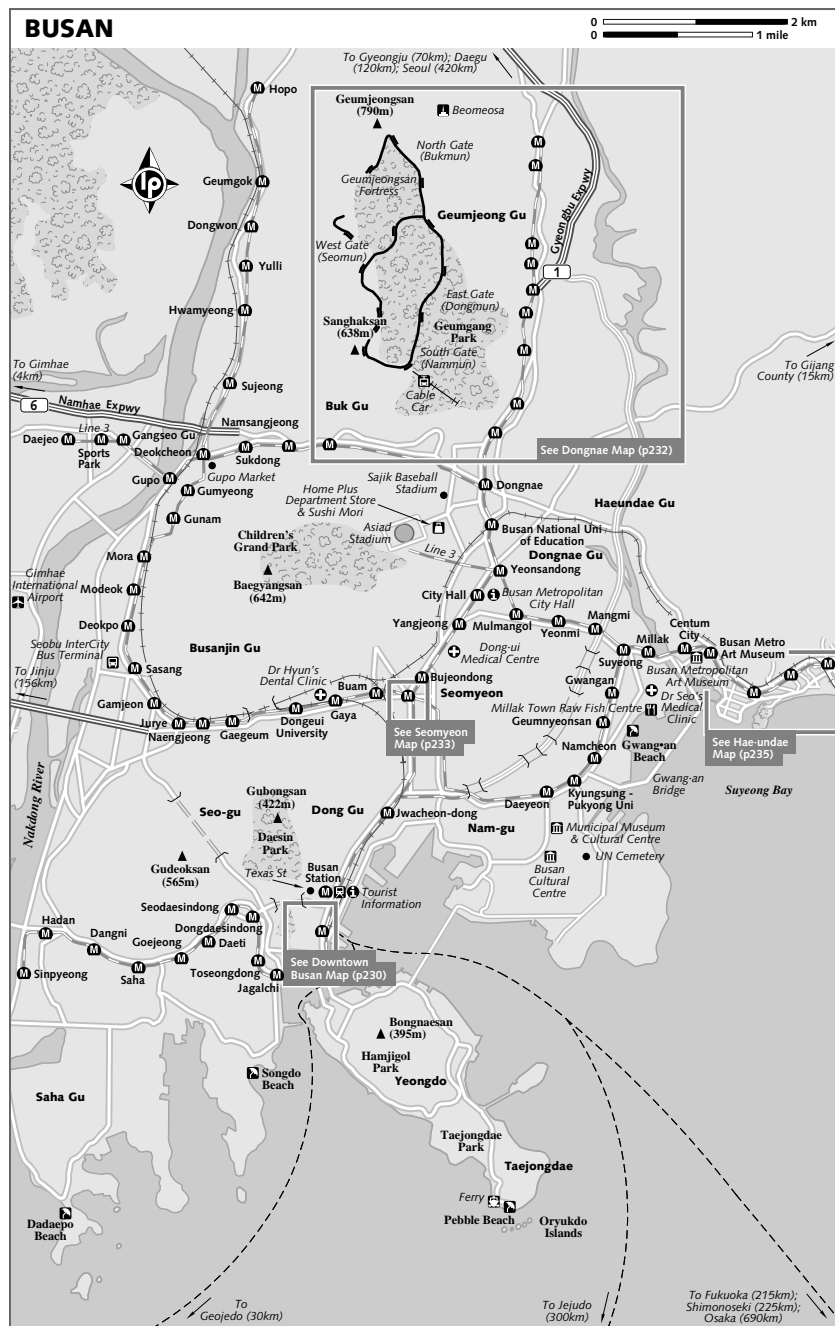 BUSAN
0
2 km
0
1 mile
To Gyeongju (70km); Daegu
(120km); Seoul (420km)
Hopo
Geumjeongsan
(790m)
Beomeosa
North Gate
(Bukmun)
lp
Geumgok
Geumjeongsan
Fortress
Geumjeong Gu
Gyeongbu Expwy
1
Dongwon
West Gate
(Seomun)
Yulli
Hwamyeong
East Gate
(Dongmun)
Geumgang
Park
Sanghaksan
(638m)
South Gate
(Nammun)
To Gimhae
(4km)
To Gijang
County (15km)
Sujeong
Cable
Car
6
Namhae Expwy
Buk Gu
Namsangjeong
Line 3
Daejeo
Sports
Park
Gangseo Gu
Deokcheon
Sukdong
See Dongnae Map (p232)
Gupo Market
Gupo
Gumyeong
Sajik Baseball
Stadium
Dongnae
Home Plus
Department Store
& Sushi Mori
Haeundae Gu
Gunam
Asiad
Stadium
Busan National Uni
of Education
Children's
Grand Park
Dongnae Gu
Line 3
Mora
Yeonsandong
Baegyangsan
(642m)
Gimhae
International
Airport
Modeok
City Hall
Busan Metropolitan
City Hall
Deokpo
Yangjeong
Mulmangol
Yeonmi
Mangmi
Centum
City
Millak
Busan Metro
Art Museum
Busanjin Gu
Seobu InterCity
Bus Terminal
Dong-ui
Medical Centre
Suyeong
Sasang
Dr Hyun's
Dental Clinic
Buam
Bujeondong
Busan Metropolitan
Art Museum
To Jinju
(156km)
Gwangan
Seomyeon
Dr Seo's
Medical
Clinic
Gamjeon
Millak Town Raw Fish Centre
Jurye
Naengjeong
Gaegeum
Dongeui
University
Gaya
Geumnyeonsan
See Seomyeon
Map (p233)
Gwang•an
Beach
See Hae-undae
Map (p235)
Namcheon
Gwang-an
Bridge
Nakdong River
Gubongsan
(422m)
Daeyeon
Kyungsung -
Pukyong Uni
Suyeong Bay
Seo-gu
Dong Gu
Jwacheon-dong
Nam-gu
Daesin
Park
Municipal Museum
& Cultural Centre
Gudeoksan
(565m)
Busan
Cultural
Centre
UN Cemetery
Texas St
Busan
Station
Tourist
Information
Seodaesindong
Hadan
Dongdaesindong
Dangni
Goejeong
Daeti
Sinpyeong
Saha
Toseongdong
Jagalchi
See Downtown
Busan Map (p230)
Bongnaesan
(395m)
Hamjigol
Park
Songdo
Beach
Yeongdo
Saha Gu
Taejongdae
Park
Taejongdae
Ferry
Dadaepo
Beach
Pebble Beach
Oryukdo
Islands
To
Geojedo (30km)
To Jejudo
(300km)
To Fukuoka (215km);
Shimonoseki (225km);
Osaka (690km)